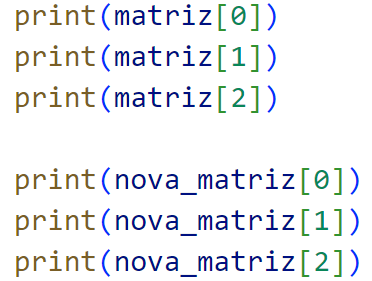 print(matriz[0])
print(matriz[1])
print(matriz[2])
print(nova_matriz[0])
print(nova_matriz[1])
print(nova_matriz[2])